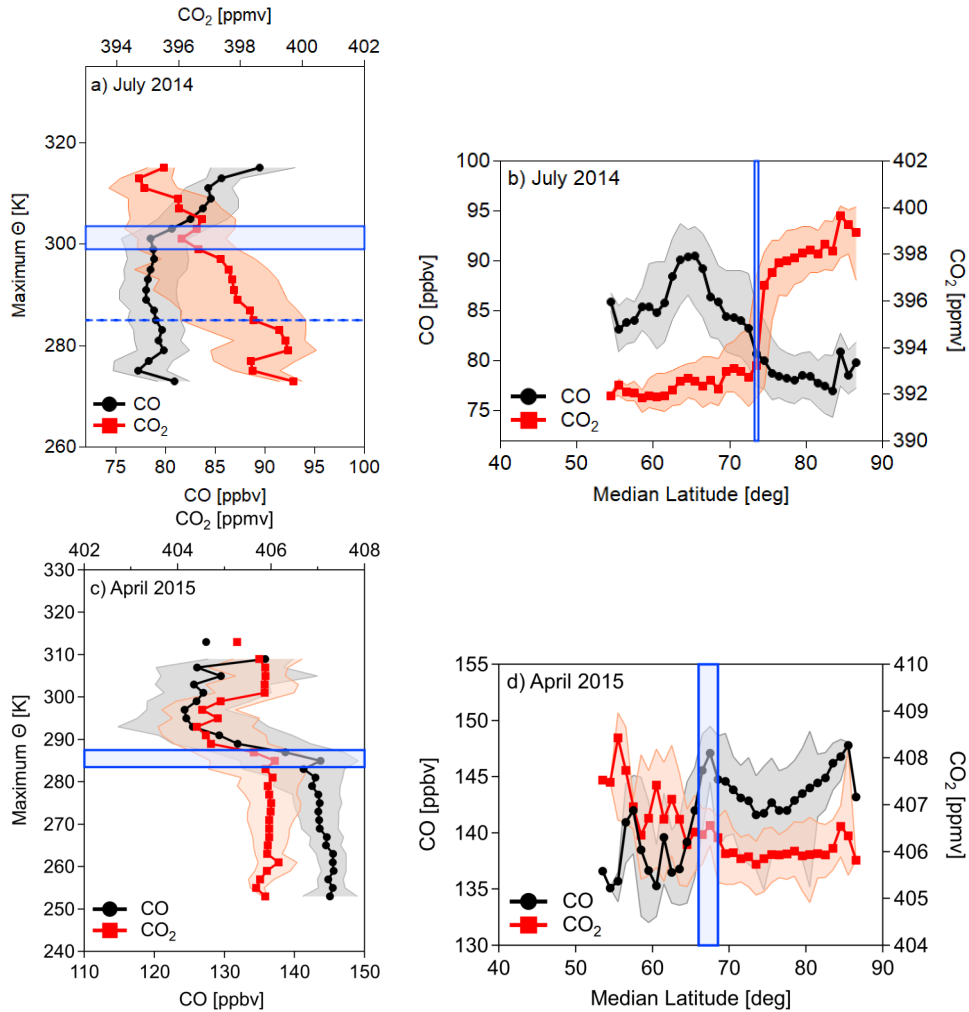 CO₂ [ppmv]
394 396 398 400 402
a) July 2014
Maximum Θ [K]
320
300
280
260
CO
CO₂
75 80 85 90 95 100
CO [ppbv]
b) July 2014
CO [ppbv]
100
95
90
85
80
75
CO₂ [ppmv]
402
400
398
396
394
392
390
CO
CO₂
40 50 60 70 80 90
Median Latitude [deg]
CO₂ [ppmv]
402 404 406 408
c) April 2015
Maximum Θ [K]
330
320
310
300
290
280
270
260
250
240
CO
CO₂
110 120 130 140 150
CO [ppbv]
d) April 2015
CO [ppbv]
155
150
145
140
135
130
CO₂ [ppmv]
410
409
408
407
406
405
404
CO
CO₂
40 50 60 70 80 90
Median Latitude [deg]